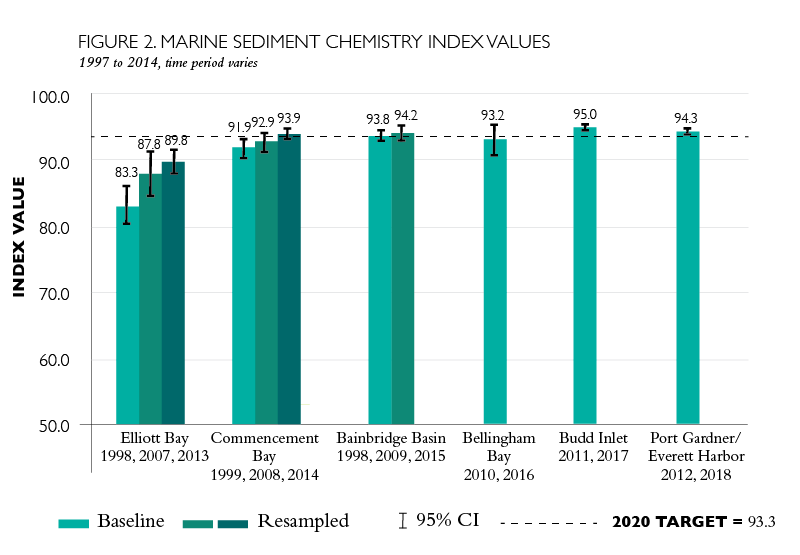 FIGURE 2. MARINE SEDIMENT CHEMISTRY INDEX VALUES
1997 to 2014, time period varies
INDEX VALUE
100.0
90.0
80.0
70.0
60.0
50.0
83.3
87.8
89.8
91.9
92.9
93.9
93.8
94.2
93.2
95.0
94.3
Elliott Bay
1998, 2007, 2013
Commencement
Bay
1999, 2008, 2014
Bainbridge Basin
1998, 2009, 2015
Bellingham
Bay
2010, 2016
Budd Inlet
2011, 2017
Port Gardner/
Everett Harbor
2012, 2018
Baseline
Resampled
95% CI
2020 TARGET = 93.3